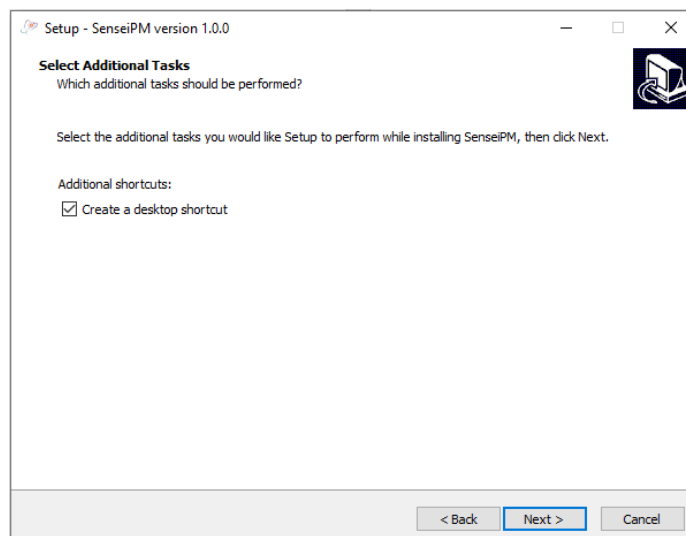 Setup - SenseiPM version 1.0.0
Select Additional Tasks
Which additional tasks should be performed?
Select the additional tasks you would like Setup to perform while installing SenseiPM, then click Next.
Additional shortcuts:
Create a desktop shortcut
< Back
Next >
Cancel